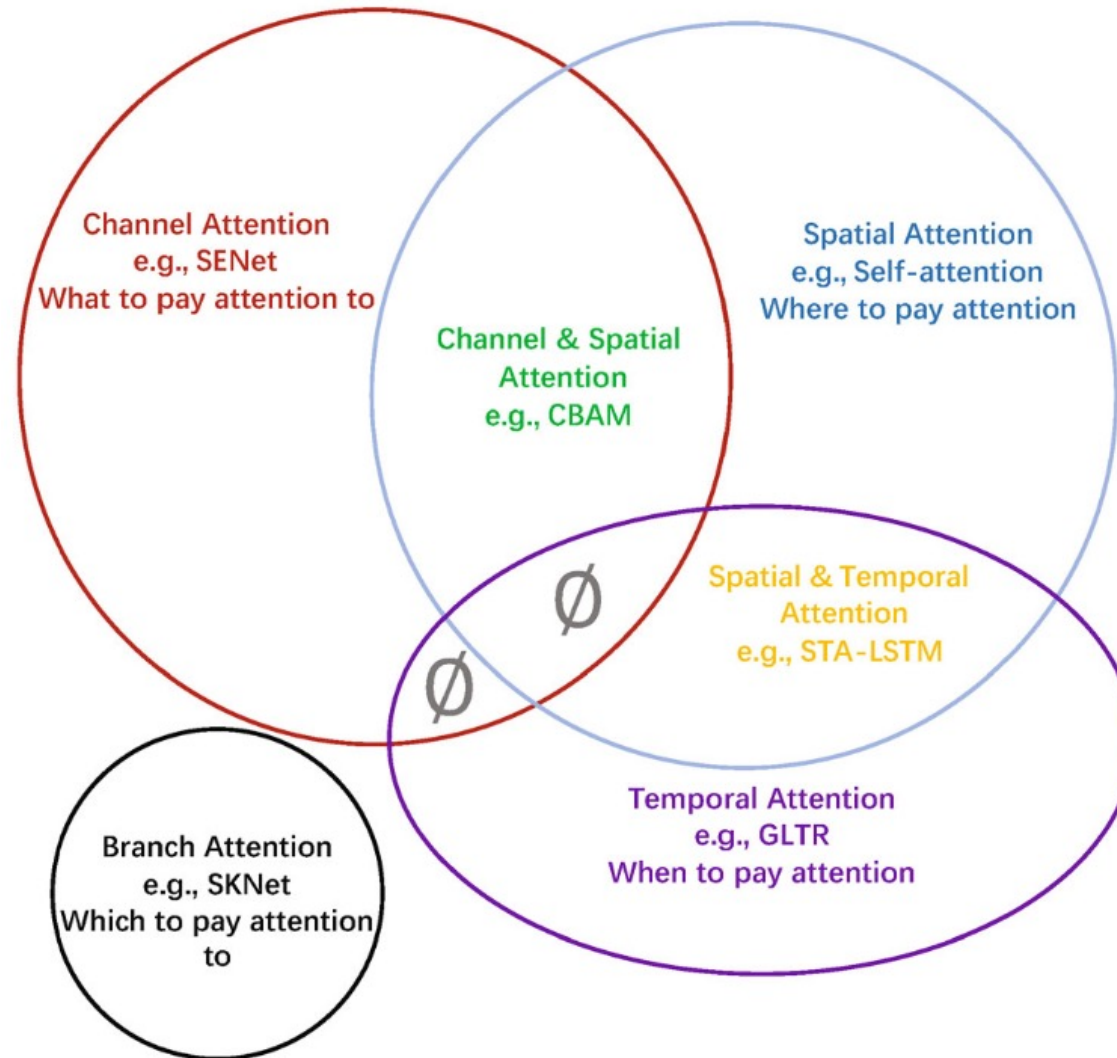 Channel Attention
e.g., SENet
What to pay attention to
Spatial Attention
e.g., Self-attention
Where to pay attention
Channel & Spatial
Attention
e.g., CBAM
Ø
Spatial & Temporal
Attention
e.g., STA-LSTM
Ø
Temporal Attention
e.g., GLTR
When to pay attention
Branch Attention
e.g., SKNet
Which to pay attention
to